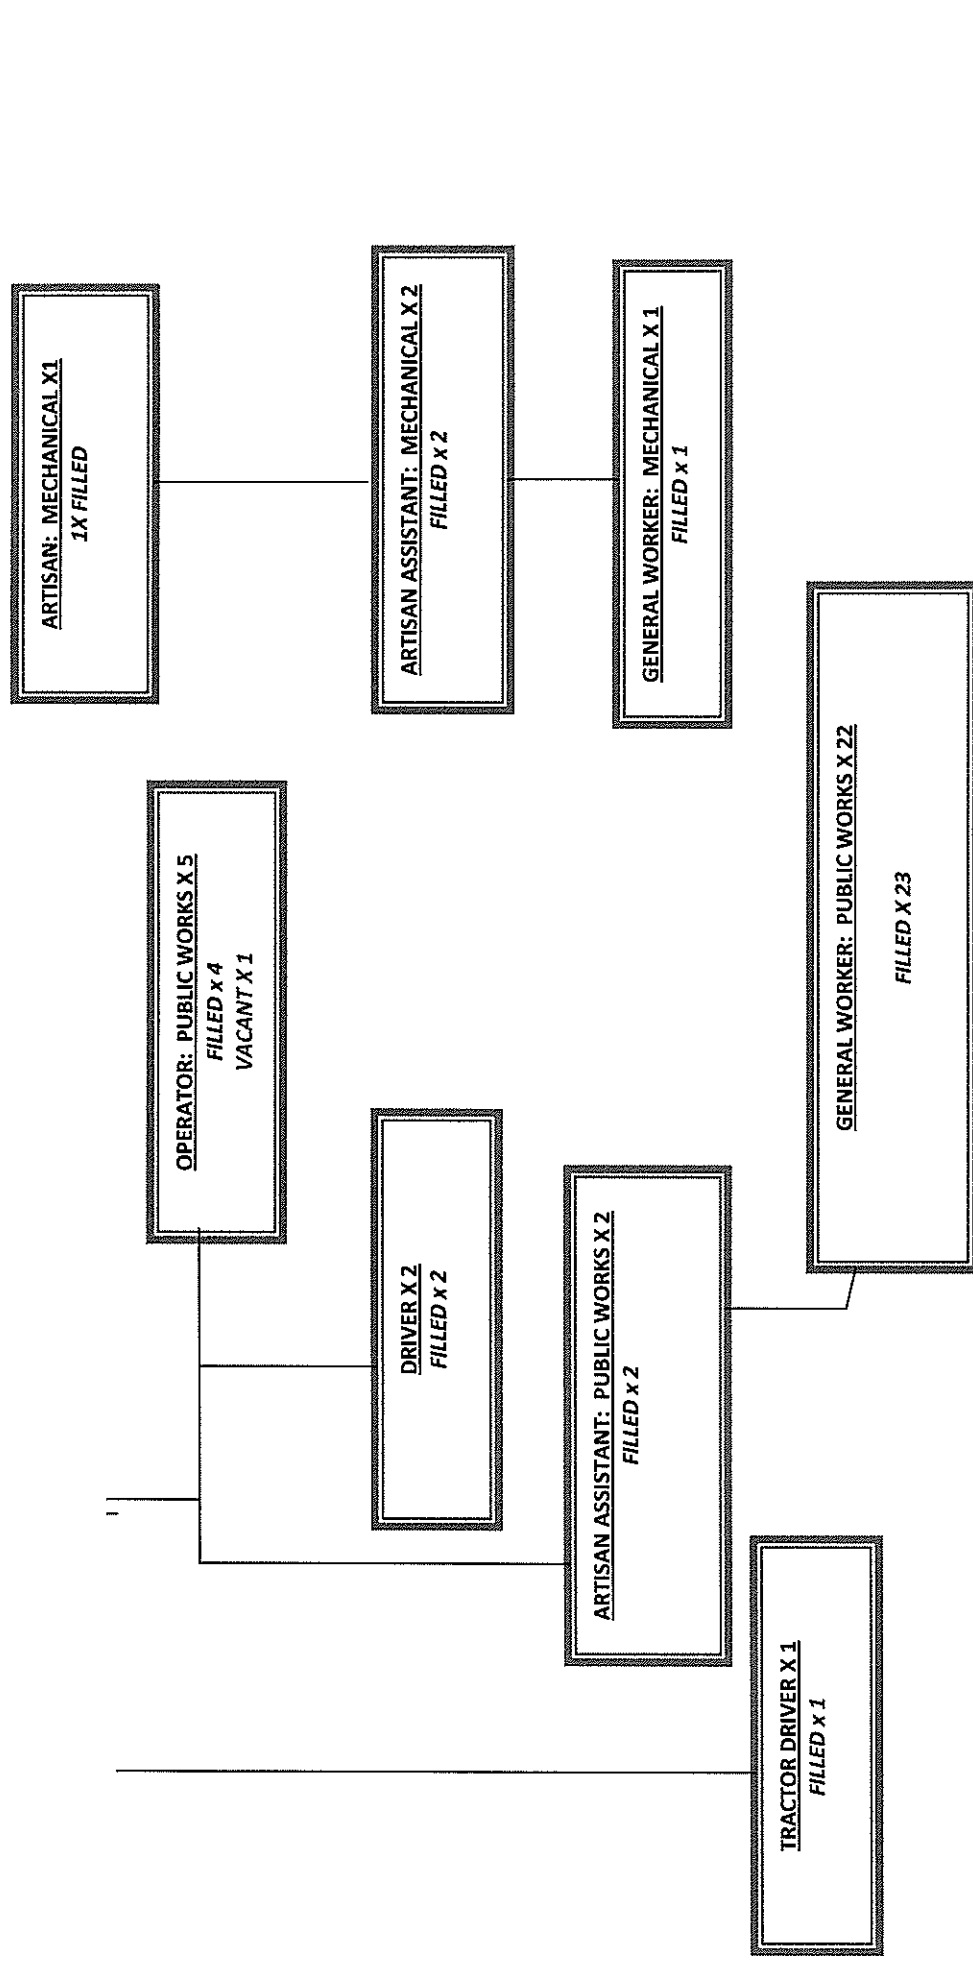 ARTISAN: MECHANICAL X1
1X FILLED
OPERATOR: PUBLIC WORKS X 5
FILLED x 4
VACANT X 1
ARTISAN ASSISTANT: MECHANICAL X 2
FILLED x 2
DRIVER X 2
FILLED x 2
ARTISAN ASSISTANT: PUBLIC WORKS X 2
FILLED x 2
GENERAL WORKER: MECHANICAL X 1
FILLED x 1
TRACTOR DRIVER X 1
FILLED x 1
GENERAL WORKER: PUBLIC WORKS X 22
FILLED X 23